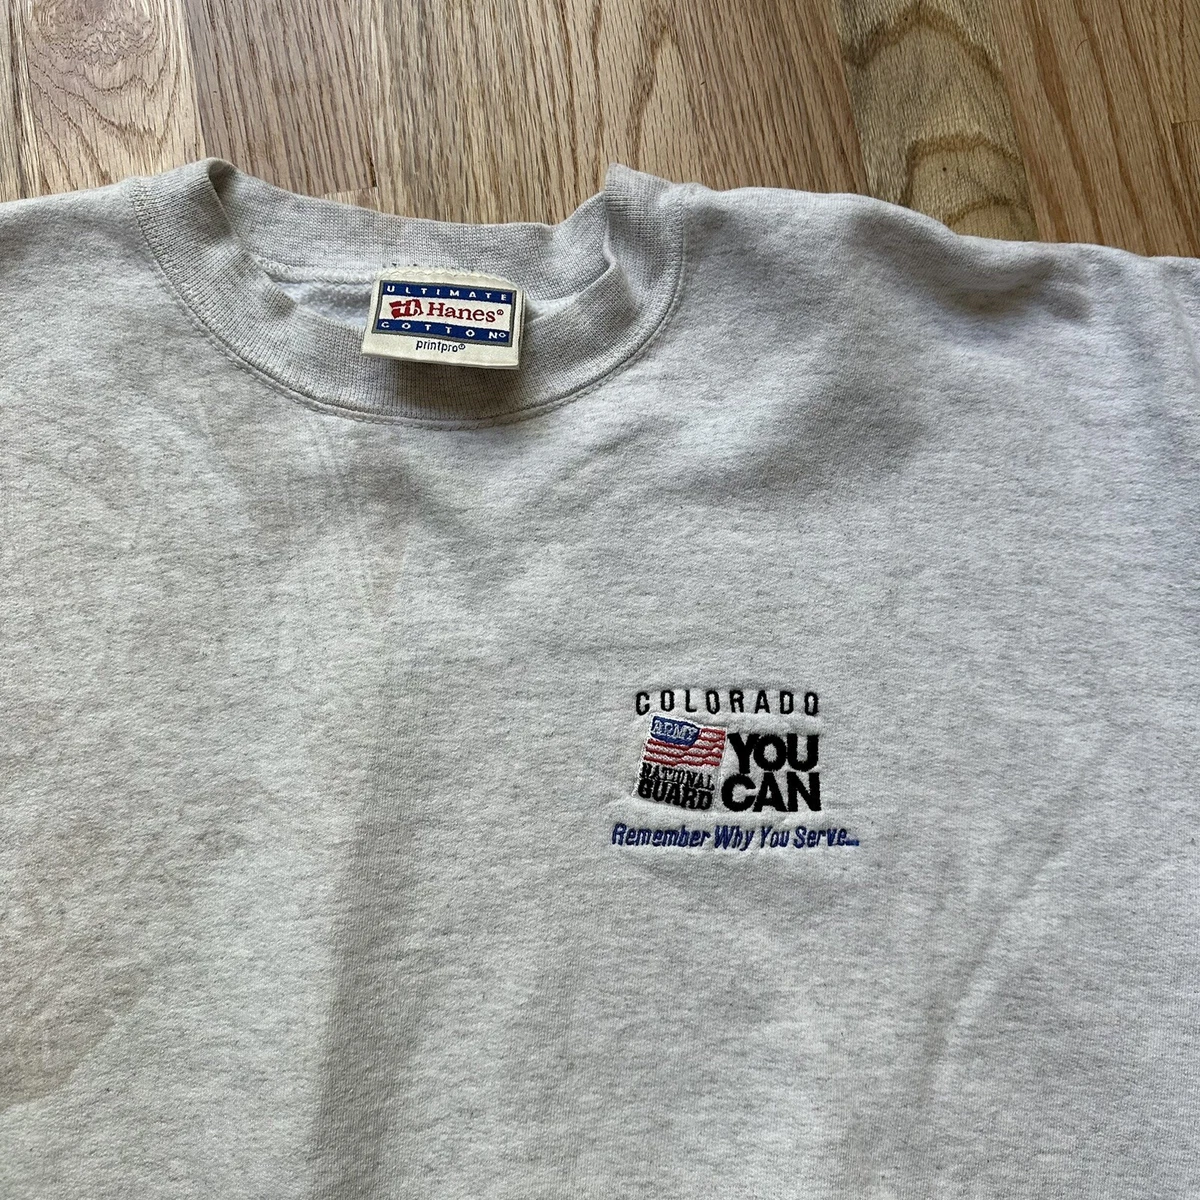 ULTIMATE
Hanes®
COTTON®
printpro®
COLORADO
ARMY
NATIONAL
GUARD
YOU
CAN
Remember Why You Serve...